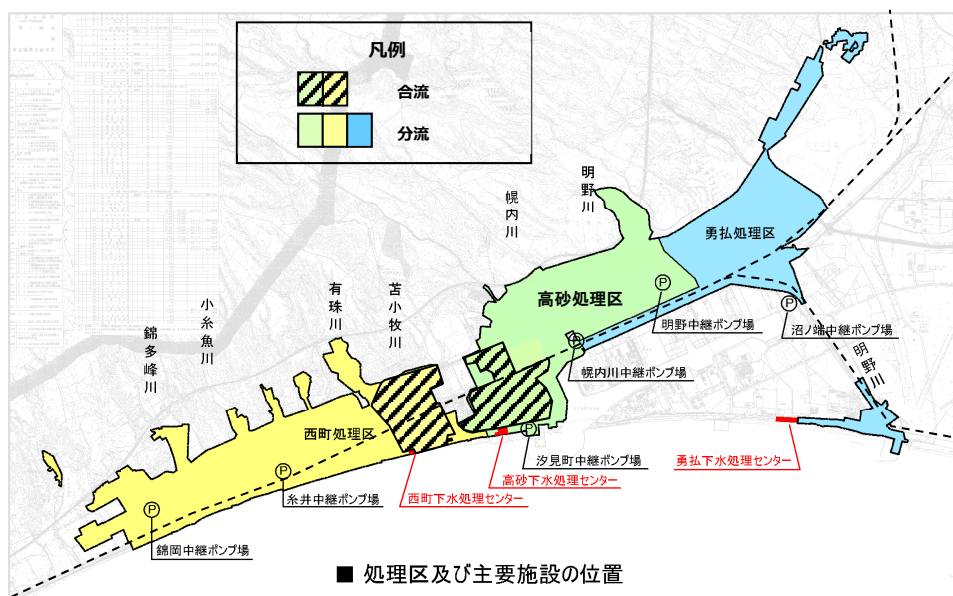 凡例
合流
分流
明野川
幌内川
勇払処理区
高砂処理区
有珠川
苫小牧川
小糸魚川
錦多峰川
P
P
明野中継ポンプ場
沼ノ端中継ポンプ場
明野川
幌内川中継ポンプ場
西町処理区
P
汐見町中継ポンプ場
勇払下水処理センター
P
高砂下水処理センター
糸井中継ポンプ場
西町下水処理センター
P
錦岡中継ポンプ場
■ 処理区及び主要施設の位置